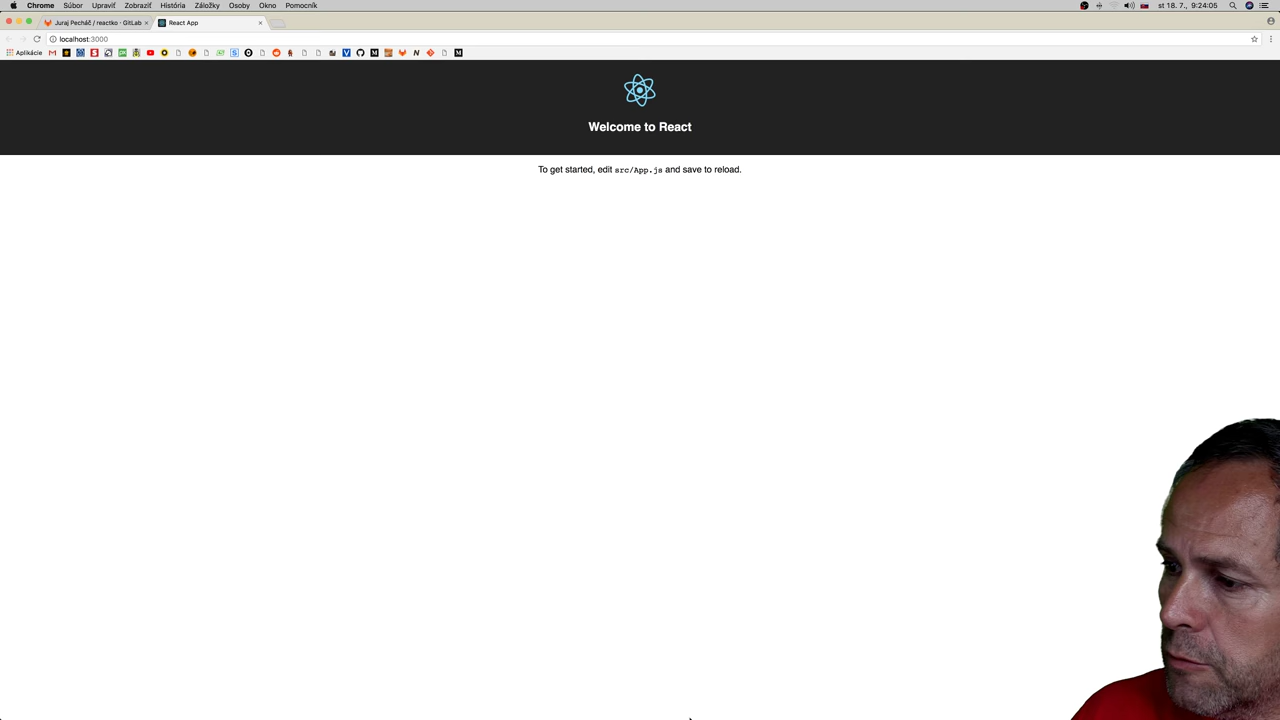 Chrome Súbor Upraviť Zobraziť História Záložky Osoby Okno Pomocník st 18. 7., 9:24:05
Juraj Pecháč / reactko · GitLab × React App ×
localhost:3000
Aplikácie
Welcome to React
To get started, edit src/App.js and save to reload.